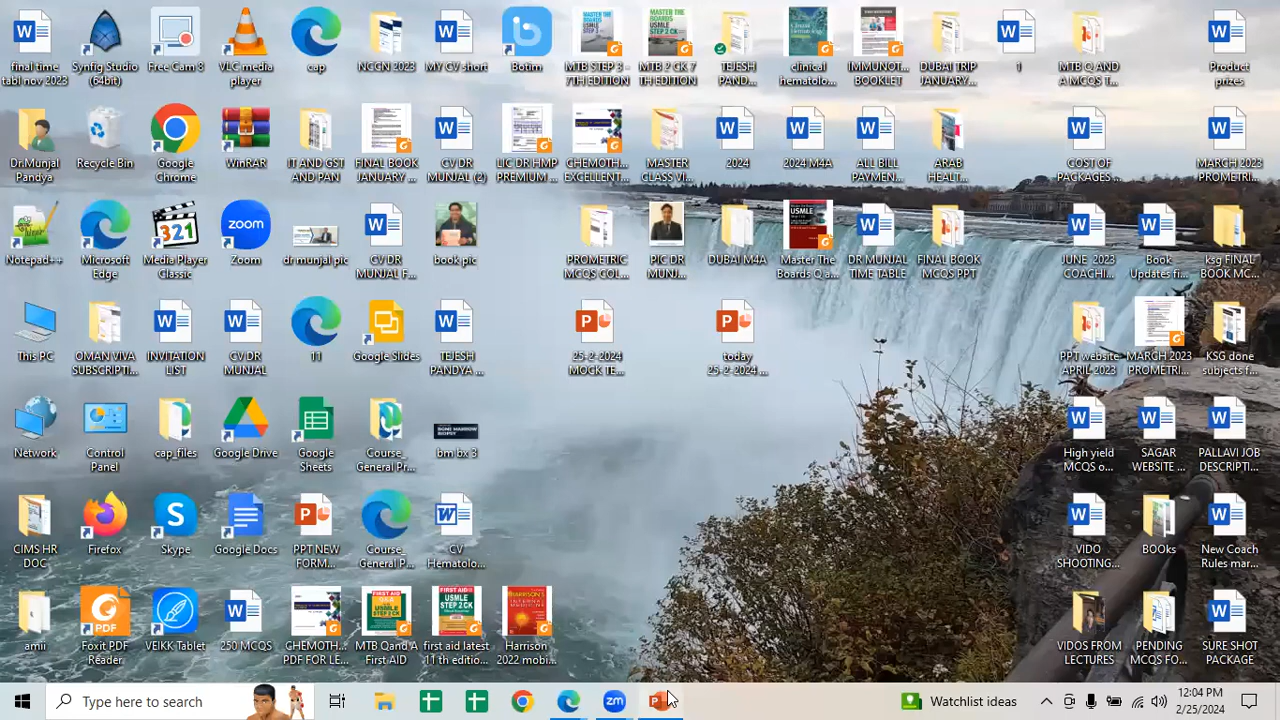 final time tabl nov 2023
Synfig Studio (64bit)
VLC media player
cap
NCCN 2023
MY CV short
Botim
MTB STEP 3 - 7TH EDITION
MTB 2 CK 7 TH EDITION
TEJESH PAND...
clinical hematolo...
IMMUNOT... BOOKLET
DUBAI TRIP JANUARY...
1
MTB Q AND A MCQS T...
Product prizes
Dr.Munjal Pandya
Recycle Bin
Google Chrome
WinRAR
IT AND GST AND PAN
FINAL BOOK JANUARY ...
CV DR MUNJAL (2)
LIC DR.HMP PREMIUM ...
CHEMOTH... EXCELLENT...
MASTER CLASS VI...
2024
2024 M4A
ALL BILL PAYMEN...
ARAB HEALT...
COST OF PACKAGES ...
MARCH 2023 PROMETRI...
Notepad++
Microsoft Edge
Media Player Classic
Zoom
dr munjal pic
CV DR MUNJAL F...
book pic
PROMETRIC MCQS COL...
PIC DR MUNJ...
DUBAI M4A
Master The Boards Q a...
DR MUNJAL TIME TABLE
FINAL BOOK MCQS PPT
JUNE 2023 COACHI...
Book Updates fi...
ksg FINAL BOOK MC...
This PC
OMAN VIVA SUBSCRIPTI...
INVITATION LIST
CV DR MUNJAL
11
Google Slides
TEJESH PANDYA ...
25-2-2024 MOCK TE...
today 25-2-2024 ...
PPT website APRIL 2023
MARCH 2023 PROMETRI...
KSG done subjects f...
Network
Control Panel
cap_files
Google Drive
Google Sheets
Course_ General Pr...
bm bx 3
High yield MCQS o...
SAGAR WEBSITE ...
PALLAVI JOB DESCRIPTI...
CIMS HR DOC
Firefox
Skype
Google Docs
PPT NEW FORM...
Course_ General P...
CV Hematolo...
VIDO SHOOTING...
BOOKs
New Coach Rules mar...
amii
Foxit PDF Reader
VEIKK Tablet
250 MCQS
CHEMOTH... PDF FOR LE...
MTB Qand A First AID
first aid latest 11 th editio...
Harrison 2022 mobi...
VIDOS FROM LECTURES
PENDING MCQS FO...
SURE SHOT PACKAGE
Type here to search
Watchlist ideas
:04 PM
2/25/2024